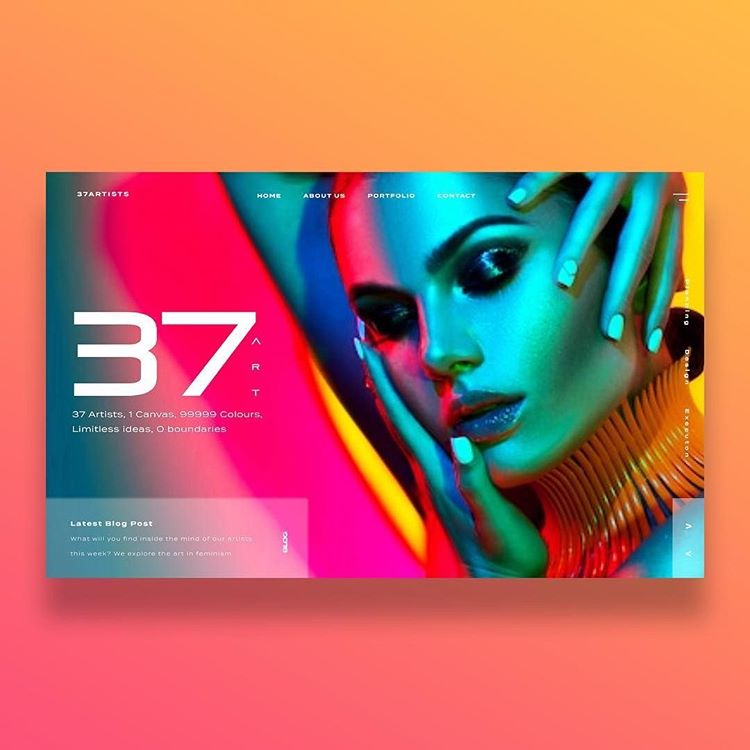 37ARTISTS
HOME ABOUT US PORTFOLIO CONTACT
37
ART
37 Artists, 1 Canvas, 99999 Colours,
Limitless ideas, 0 boundaries
Planning
Design
Executon
Latest Blog Post
What will you find inside the mind of our artists
this week? We explore the art in feminism
BLOG